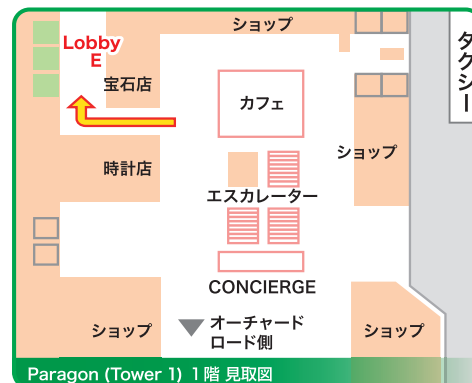 ショップ
Lobby
E
宝石店
カフェ
タクシー
時計店
ショップ
エスカレーター
CONCIERGE
オーチャード
ロード側
ショップ
ショップ
Paragon (Tower 1) 1階 見取図